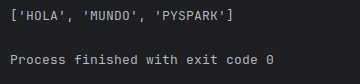 ['HOLA', 'MUNDO', 'PYSPARK']
Process finished with exit code 0